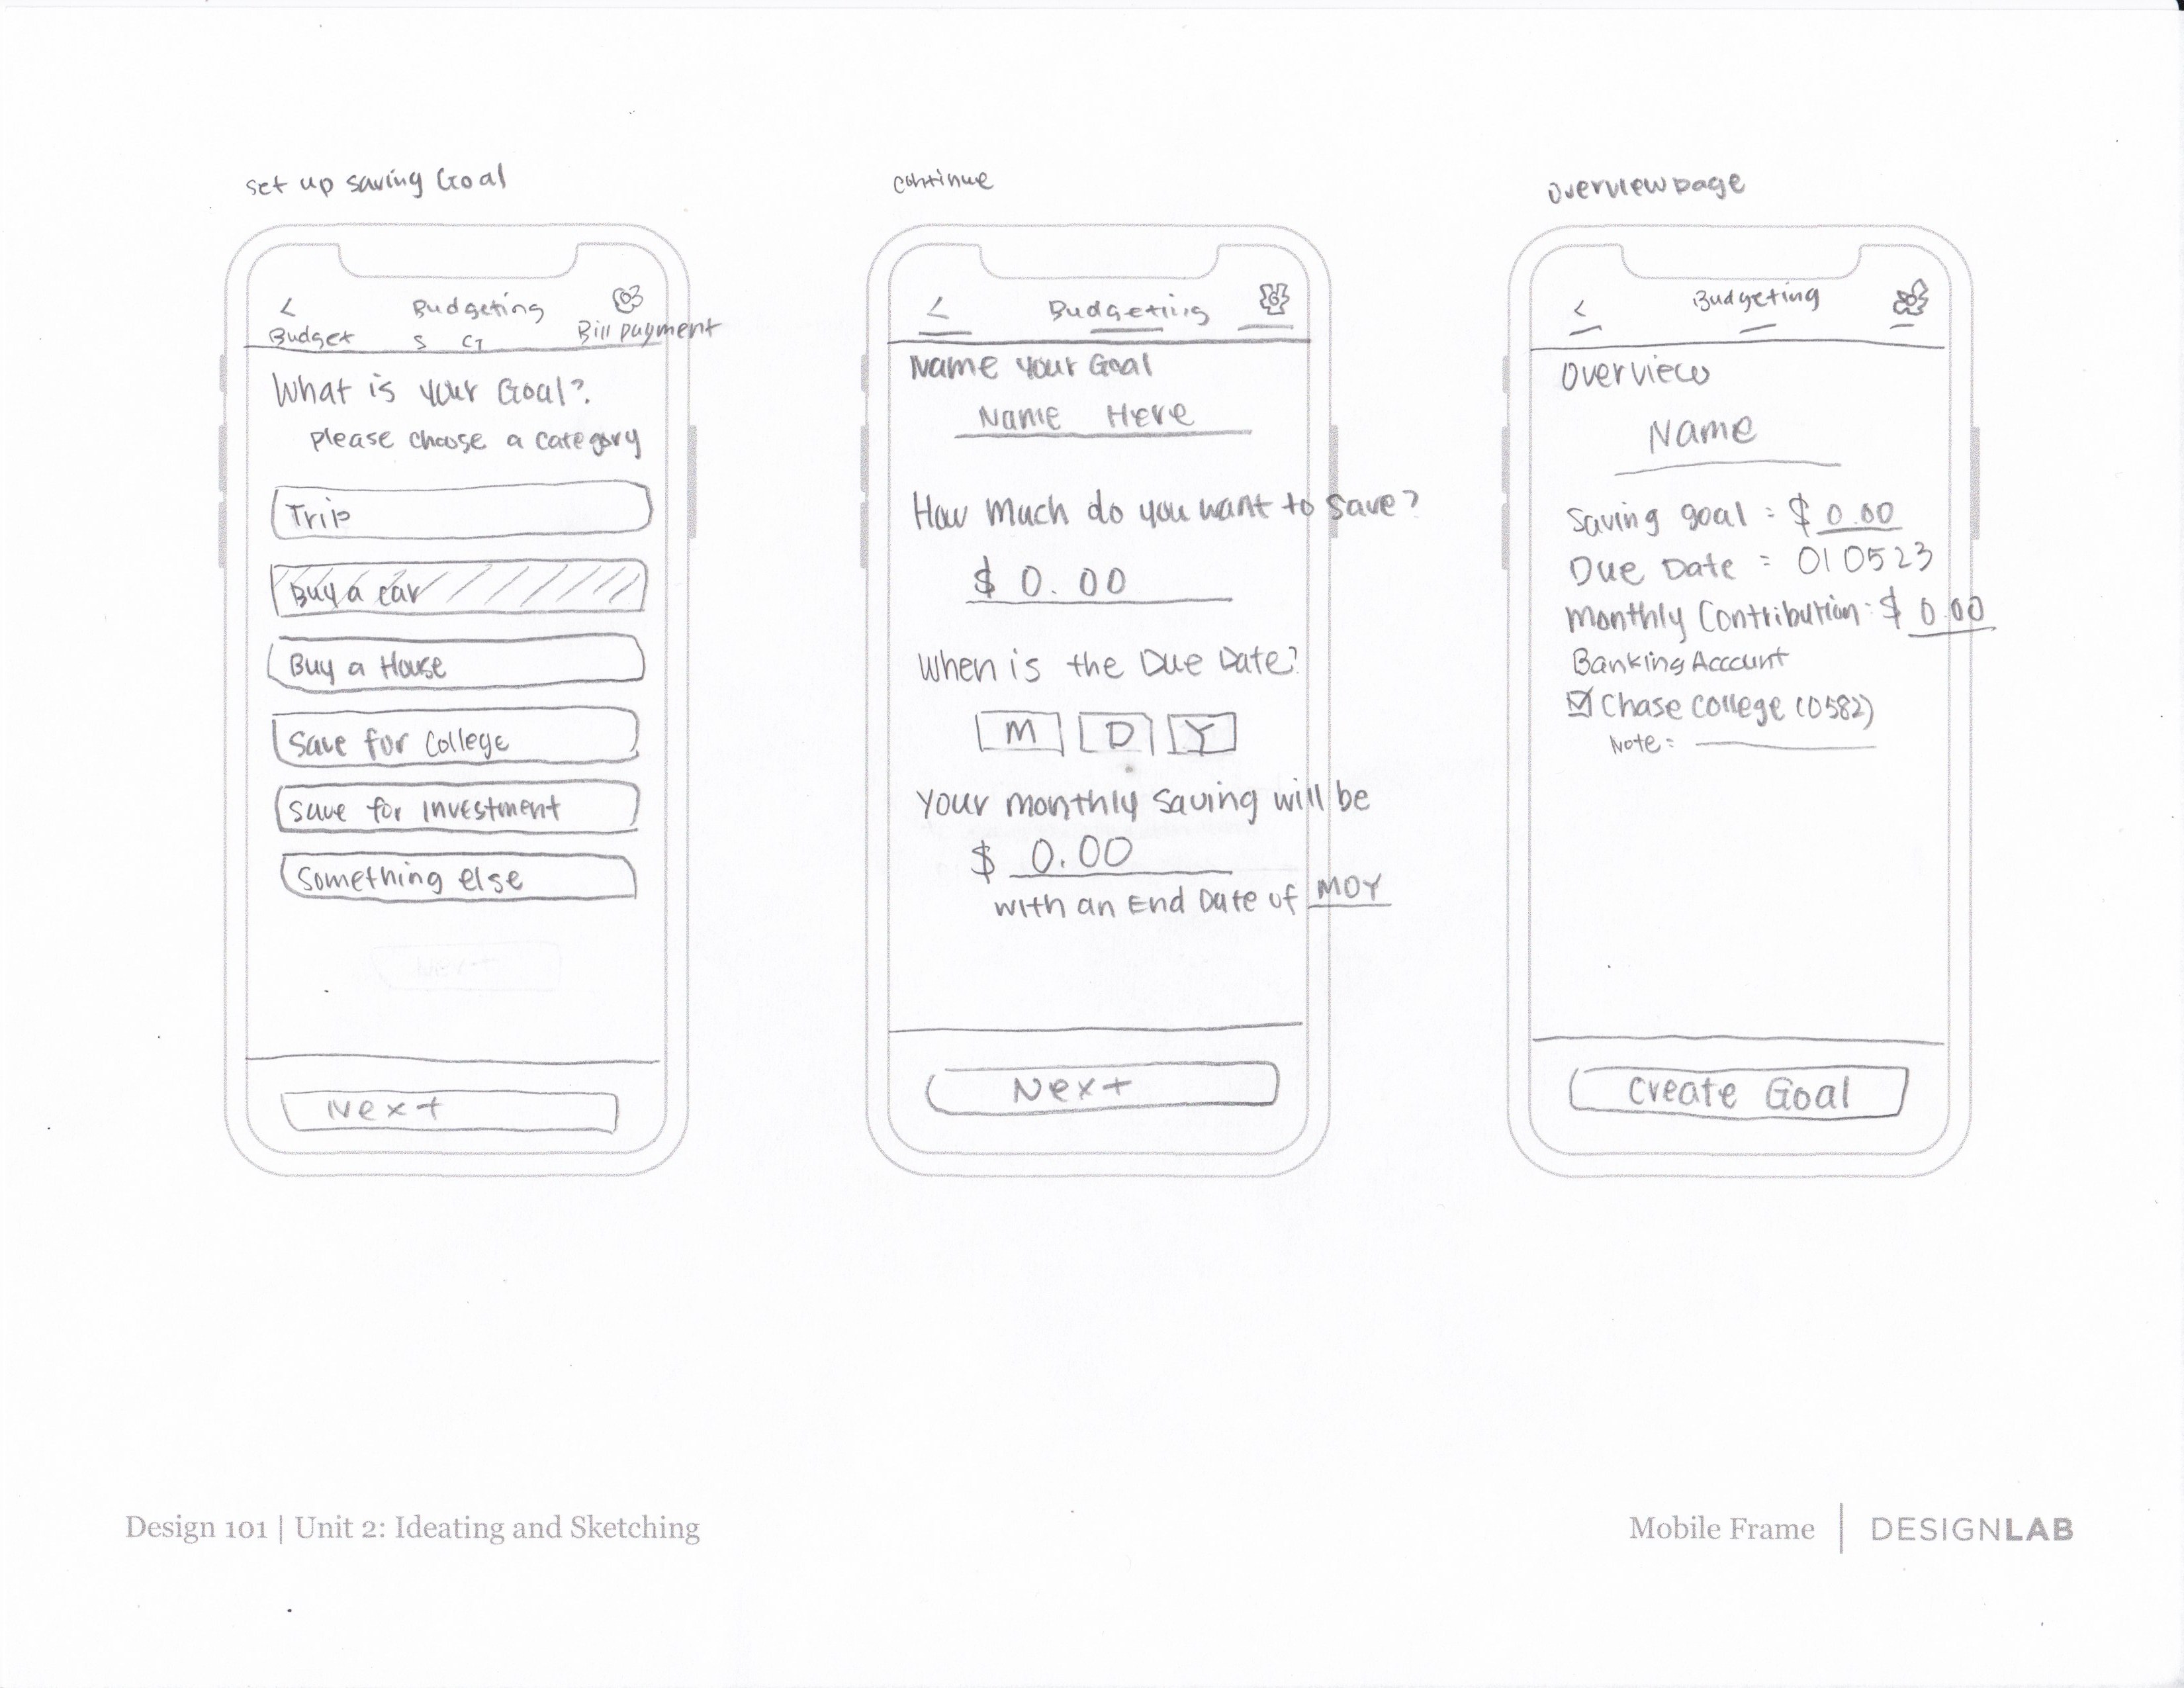 set up saving Goal
<
Budgeting
Budget S G Bill payment
What is your Goal?
please choose a category
Trip
Buy a car
Buy a House
Save for College
Save for Investment
Something else
Next
Next
continue
<
Budgeting
Name your Goal
Name Here
How much do you want to save?
$ 0.00
When is the Due Date?
M D Y
Your monthly saving will be
$ 0.00
with an End Date of MDY
Next
overview page
<
Budgeting
Overview
Name
Saving goal = $ 0.00
Due Date = 010523
Monthly Contribution: $ 0.00
Banking Account
Chase college (0582)
Note:
Create Goal
Design 101 | Unit 2: Ideating and Sketching
Mobile Frame | DESIGNLAB